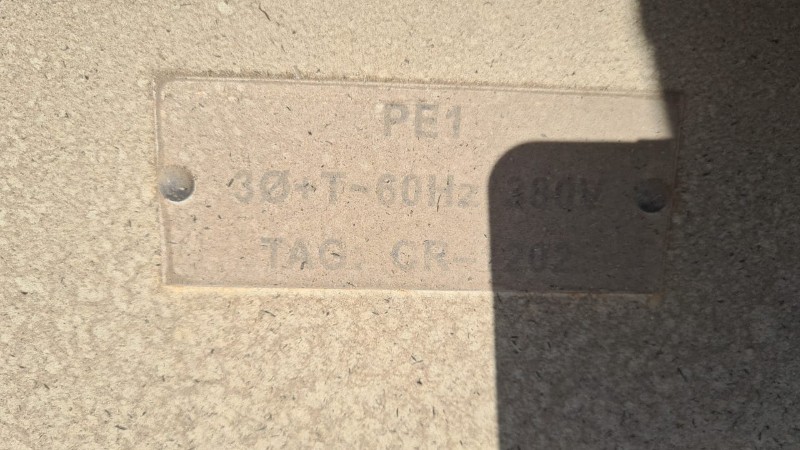 PE1
3Ø+T-60Hz 380V
TAG. CR- 202